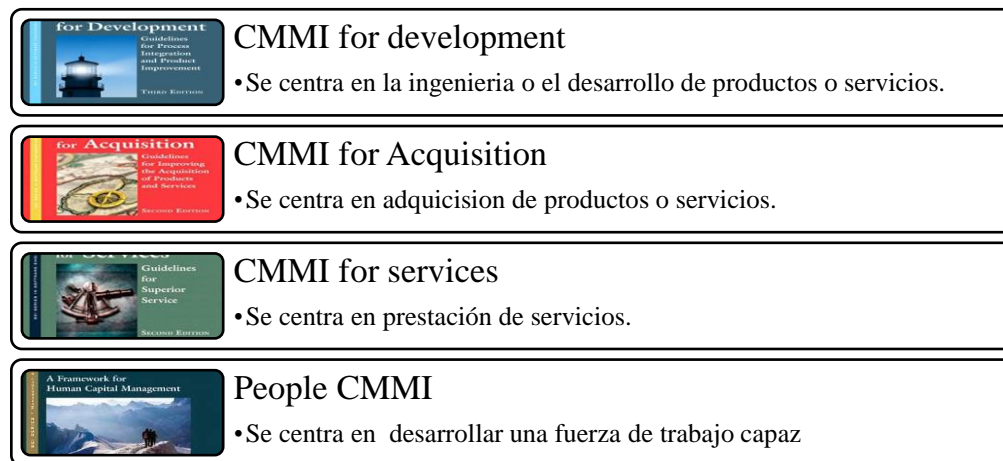 for Development
Guidelines
for Process
Integration
and Product
Improvement
THIRD EDITION
CMMI for development
•Se centra en la ingenieria o el desarrollo de productos o servicios.
for Acquisition
Guidelines
for Improving
the Acquisition
of Products
and Services
SECOND EDITION
CMMI for Acquisition
•Se centra en adquicision de productos o servicios.
for Services
Guidelines
for
Superior
Service
SECOND EDITION
CMMI for services
•Se centra en prestación de servicios.
A Framework for
Human Capital Management
People CMMI
•Se centra en desarrollar una fuerza de trabajo capaz